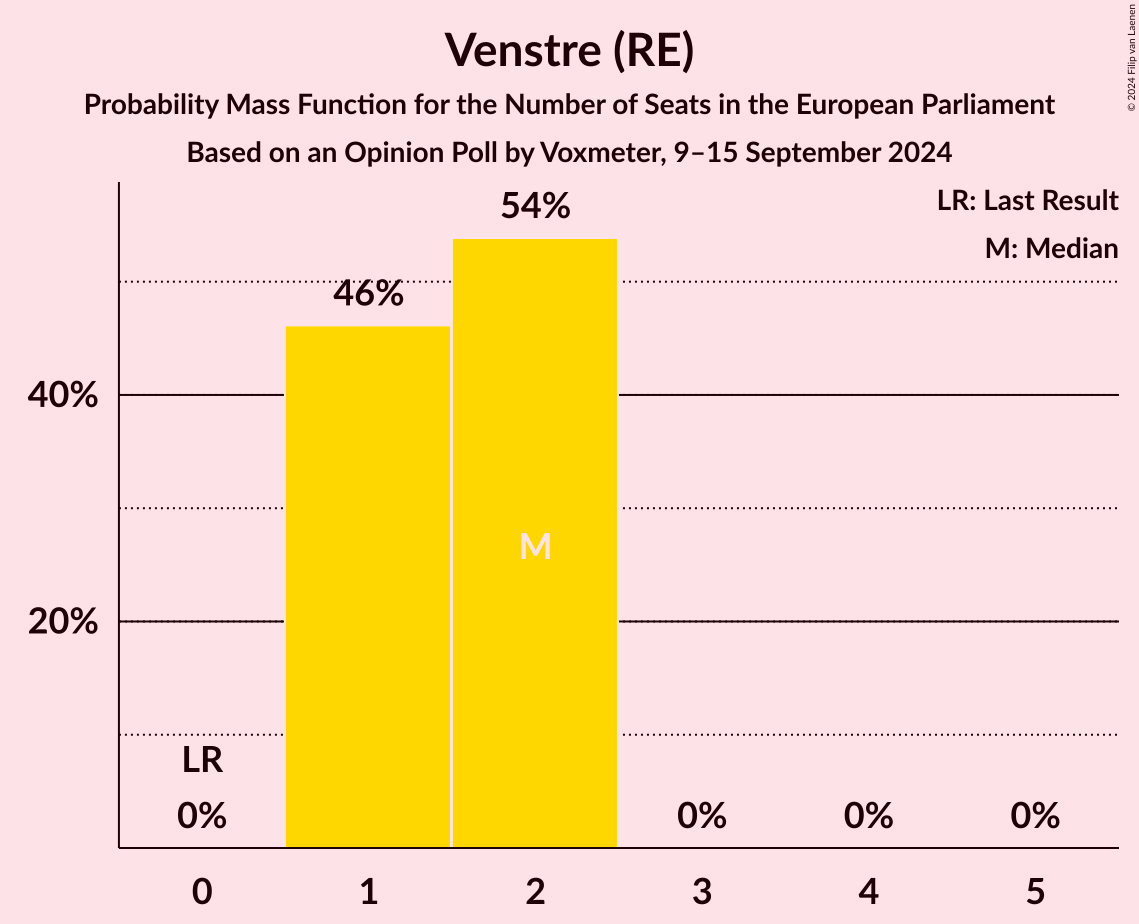 Venstre (RE)
Probability Mass Function for the Number of Seats in the European Parliament
Based on an Opinion Poll by Voxmeter, 9–15 September 2024
© 2024 Filip van Laenen
LR: Last Result
M: Median
54%
46%
40%
M
20%
LR
0%
0%
0%
0%
0
1
2
3
4
5